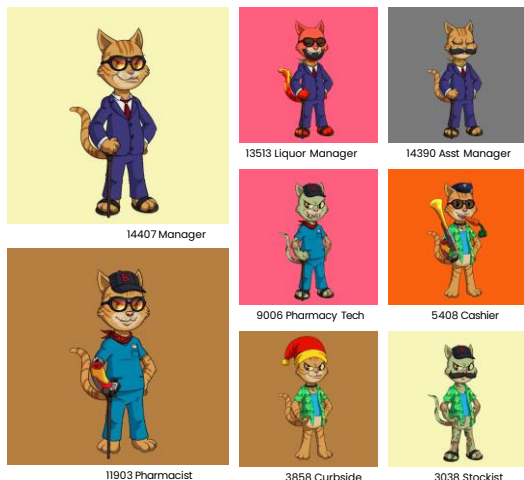 14407 Manager
13513 Liquor Manager
14390 Asst Manager
9006 Pharmacy Tech
5408 Cashier
11903 Pharmacist
3858 Curbside
3038 Stockist